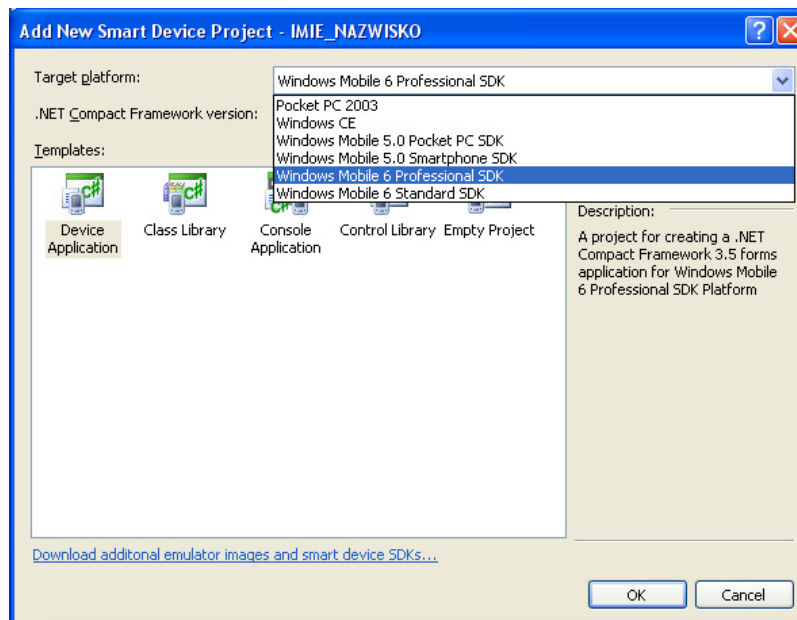 Add New Smart Device Project - IMIE_NAZWISKO
Target platform:
Windows Mobile 6 Professional SDK
.NET Compact Framework version:
Pocket PC 2003
Windows CE
Windows Mobile 5.0 Pocket PC SDK
Windows Mobile 5.0 Smartphone SDK
Windows Mobile 6 Professional SDK
Windows Mobile 6 Standard SDK
Templates:
Device Application
Class Library
Console Application
Control Library
Empty Project
Description:
A project for creating a .NET
Compact Framework 3.5 forms
application for Windows Mobile
6 Professional SDK Platform
Download additonal emulator images and smart device SDKs...
OK
Cancel